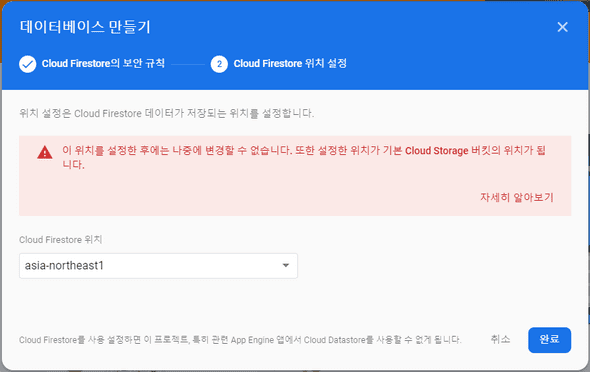 데이터베이스 만들기
Cloud Firestore의 보안 규칙
2 Cloud Firestore 위치 설정
위치 설정은 Cloud Firestore 데이터가 저장되는 위치를 설정합니다.
이 위치를 설정한 후에는 나중에 변경할 수 없습니다. 또한 설정한 위치가 기본 Cloud Storage 버킷의 위치가 됩
니다.
자세히 알아보기
Cloud Firestore 위치
asia-northeast1
Cloud Firestore를 사용 설정하면 이 프로젝트, 특히 관련 App Engine 앱에서 Cloud Datastore를 사용할 수 없게 됩니다.
취소
완료